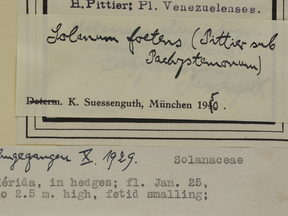 H. Pittier: Pl. Venezuelenses.
Solanum foetens (Pittier sub
Pachystemonum)
Determ. K. Suessenguth, München 1950.
eingegangen X. 1929.
Solanaceae
érida, in hedges; fl. Jan. 25,
o 2.5 m. high, fetid smalling;